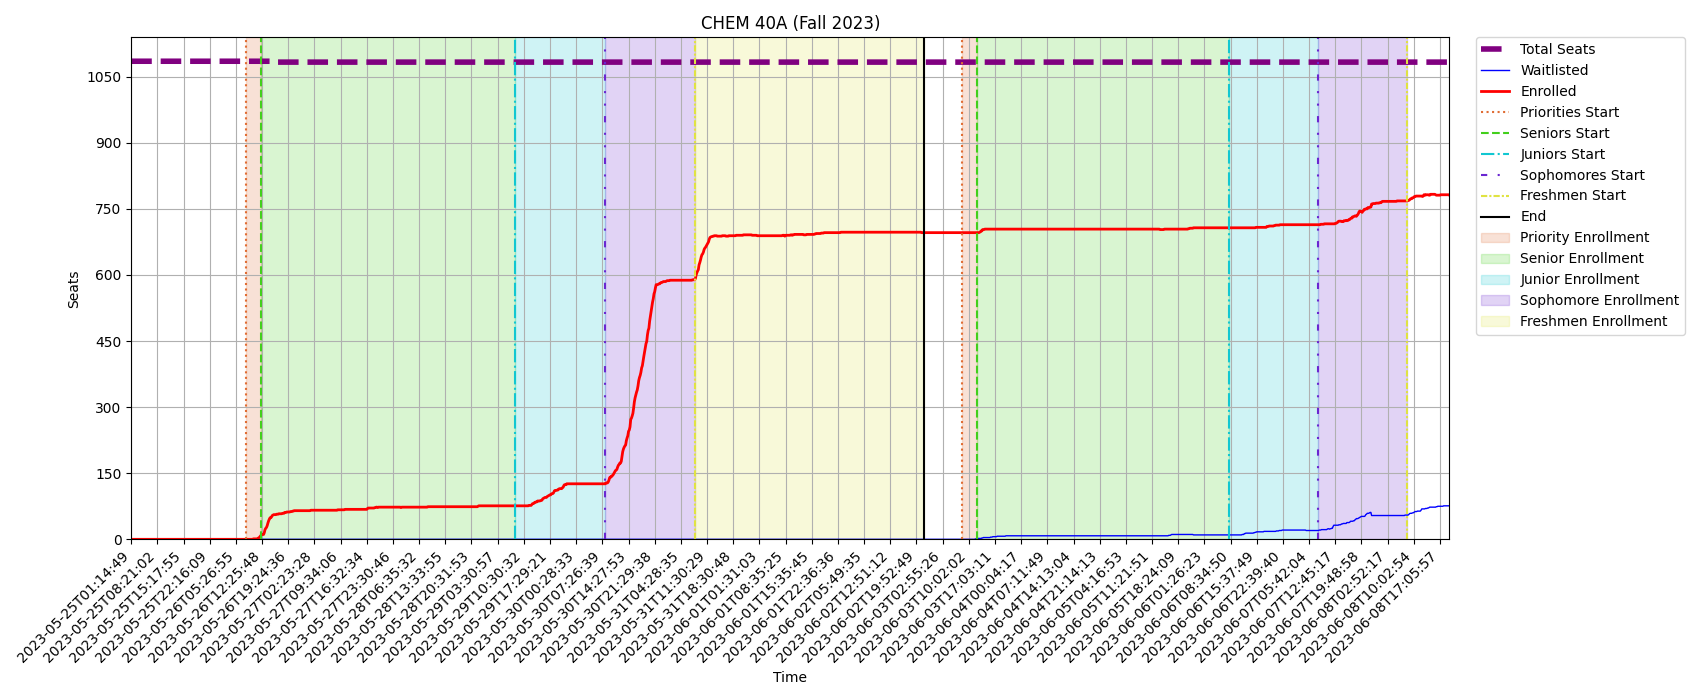 CHEM 40A (Fall 2023)
Seats
1050
900
750
600
450
300
150
0
2023-05-25T01:14:49
2023-05-25T08:21:02
2023-05-25T15:17:55
2023-05-25T22:16:09
2023-05-26T05:26:55
2023-05-26T12:25:48
2023-05-26T19:24:36
2023-05-27T02:23:28
2023-05-27T09:34:06
2023-05-27T16:32:34
2023-05-27T23:30:46
2023-05-28T06:35:32
2023-05-28T13:33:55
2023-05-28T20:31:53
2023-05-29T03:30:57
2023-05-29T10:30:32
2023-05-29T17:29:21
2023-05-30T00:28:33
2023-05-30T07:26:39
2023-05-30T14:27:53
2023-05-30T21:29:38
2023-05-31T04:28:35
2023-05-31T11:30:29
2023-05-31T18:30:48
2023-06-01T01:31:03
2023-06-01T08:35:25
2023-06-01T15:35:45
2023-06-01T22:36:36
2023-06-02T05:49:35
2023-06-02T12:51:12
2023-06-02T19:52:49
2023-06-03T02:55:26
2023-06-03T10:02:02
2023-06-03T17:03:11
2023-06-04T00:04:17
2023-06-04T07:11:49
2023-06-04T14:13:04
2023-06-04T21:14:13
2023-06-05T04:16:53
2023-06-05T11:21:51
2023-06-05T18:24:09
2023-06-06T01:26:23
2023-06-06T08:34:50
2023-06-06T15:37:49
2023-06-06T22:39:40
2023-06-07T05:42:04
2023-06-07T12:45:17
2023-06-07T19:48:58
2023-06-08T02:52:17
2023-06-08T10:02:54
2023-06-08T17:05:57
Time
Total Seats
Waitlisted
Enrolled
Priorities Start
Seniors Start
Juniors Start
Sophomores Start
Freshmen Start
End
Priority Enrollment
Senior Enrollment
Junior Enrollment
Sophomore Enrollment
Freshmen Enrollment